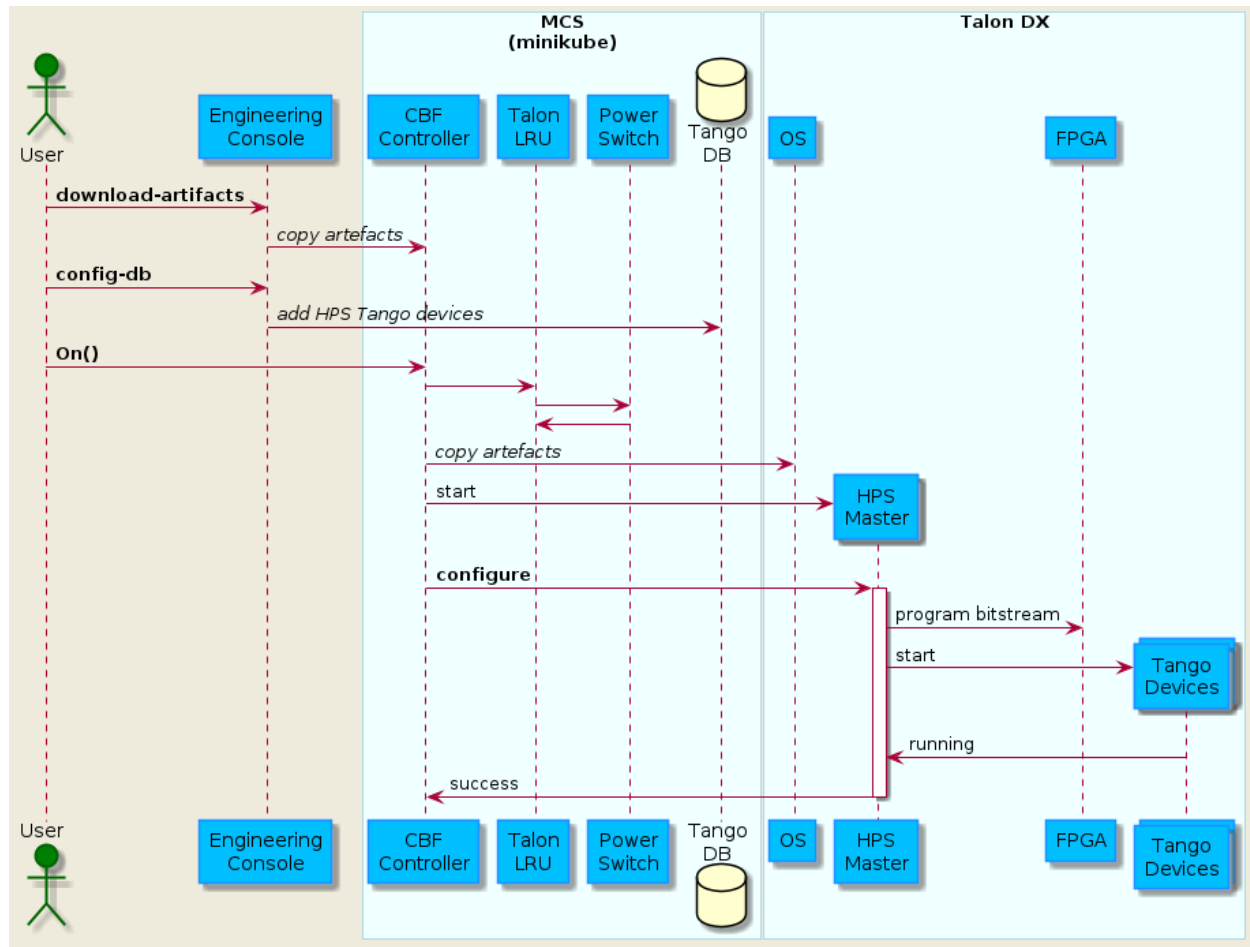 MCS
(minikube)
Talon DX
User
Engineering
Console
CBF
Controller
Talon
LRU
Power
Switch
Tango
DB
OS
FPGA
download-artifacts
copy artefacts
config-db
add HPS Tango devices
On()
copy artefacts
start
HPS
Master
configure
program bitstream
start
Tango
Devices
running
success
User
Engineering
Console
CBF
Controller
Talon
LRU
Power
Switch
Tango
DB
OS
HPS
Master
FPGA
Tango
Devices